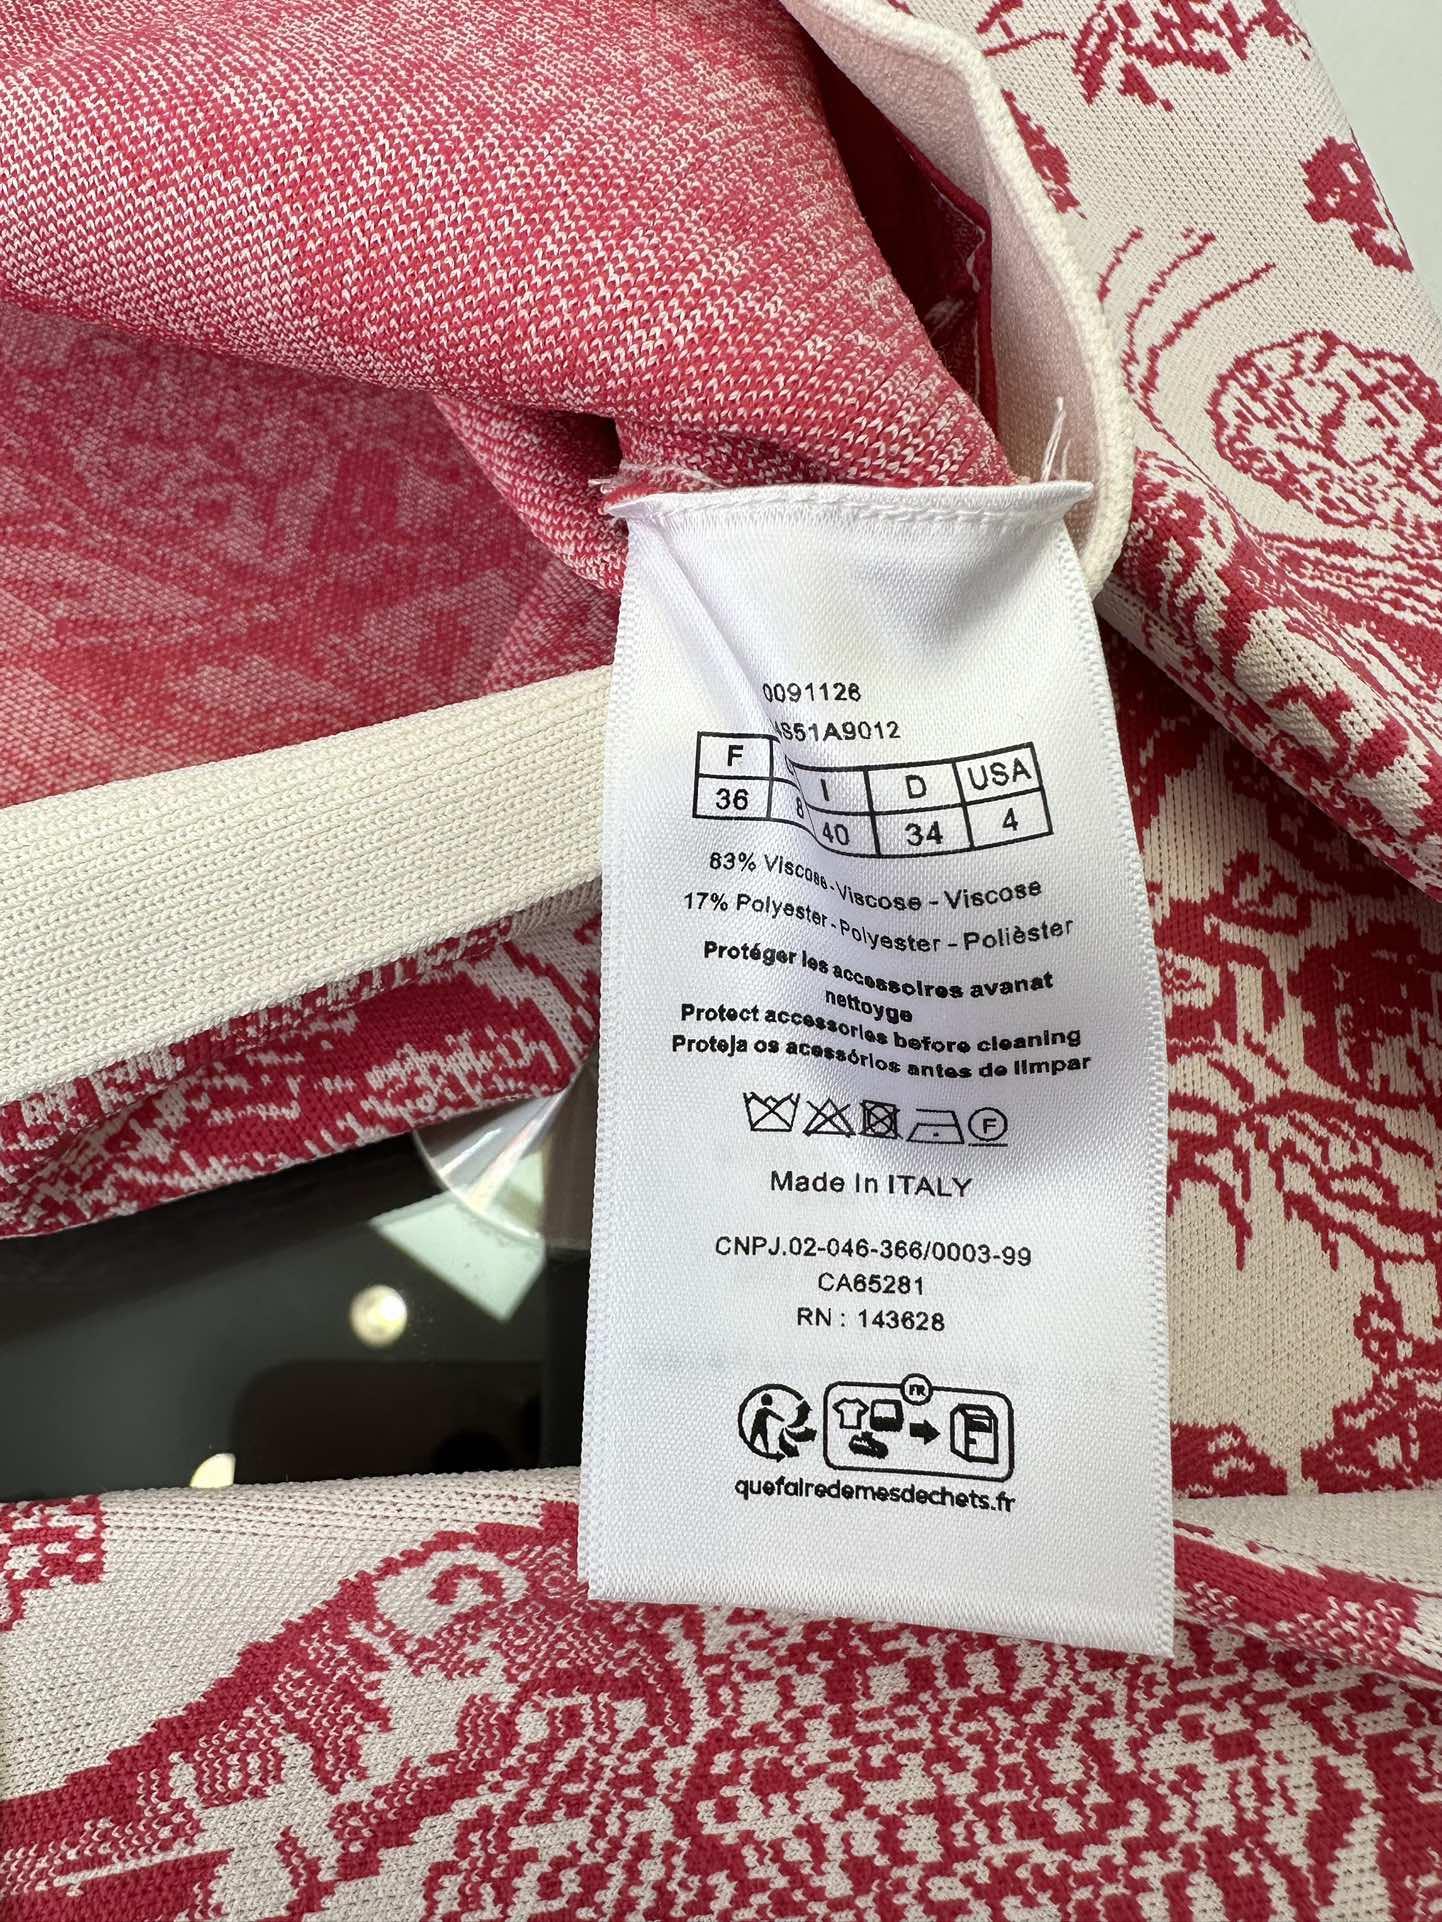 0091128
4S51A9012
F I D USA
36 8 40 34 4
83% Viscose-Viscose - Viscose
17% Polyester-Polyester - Polièster
Protéger les accessoires avanat
nettoyge
Protect accessories before cleaning
Proteja os acessórios antes de limpar
F
Made In ITALY
CNPJ.02-046-366/0003-99
CA65281
RN : 143628
FR
quefairedemesdechets.fr